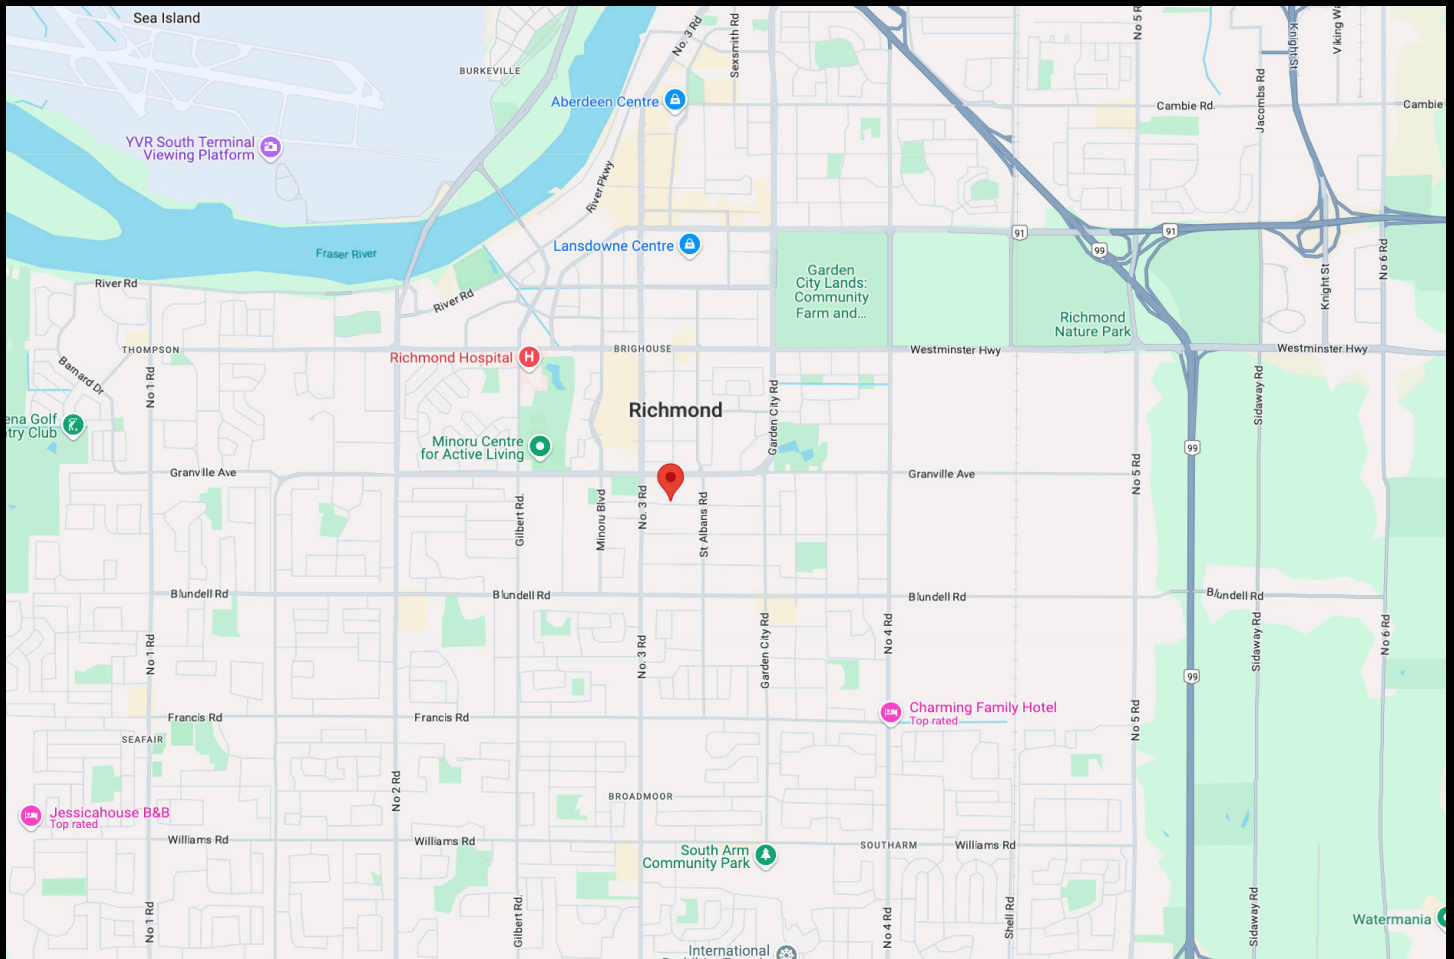 Sea Island
No. 3 Rd
Sexsmith Rd
No 5 R
Knight St
Viking Wa
BURKEVILLE
Aberdeen Centre
Cambie Rd.
Cambie
Jacombs Rd
YVR South Terminal
Viewing Platform
River Pkwy
Fraser River
Lansdowne Centre
91
91
99
No 6 Rd
Knight St
Garden
City Lands:
Community
Farm and...
Richmond
Nature Park
River Rd
River Rd
THOMPSON
Richmond Hospital
H
BRIGHOUSE
Westminster Hwy
Westminster Hwy
Barnard Dr
No 1 Rd
Garden City Rd
Sidaway Rd
Richmond
ena Golf
try Club
Minoru Centre
for Active Living
99
Granville Ave
Granville Ave
No 5 Rd
Gilbert Rd.
Minoru Blvd
No. 3 Rd
St Albans Rd
Blundell Rd
Blundell Rd
Blundell Rd
Blundell Rd
No 1 Rd
No. 3 Rd
Garden City Rd
No 4 Rd
Sidaway Rd
No 6 Rd
99
Francis Rd
Francis Rd
Charming Family Hotel
Top rated
No 5 Rd
SEAFAIR
No 2 Rd
BROADMOOR
Jessicahouse B&B
Top rated
Williams Rd
Williams Rd
South Arm
Community Park
SOUTHARM
Williams Rd
No 1 Rd
Gilbert Rd.
No 4 Rd
Shell Rd
Sidaway Rd
Watermania
International